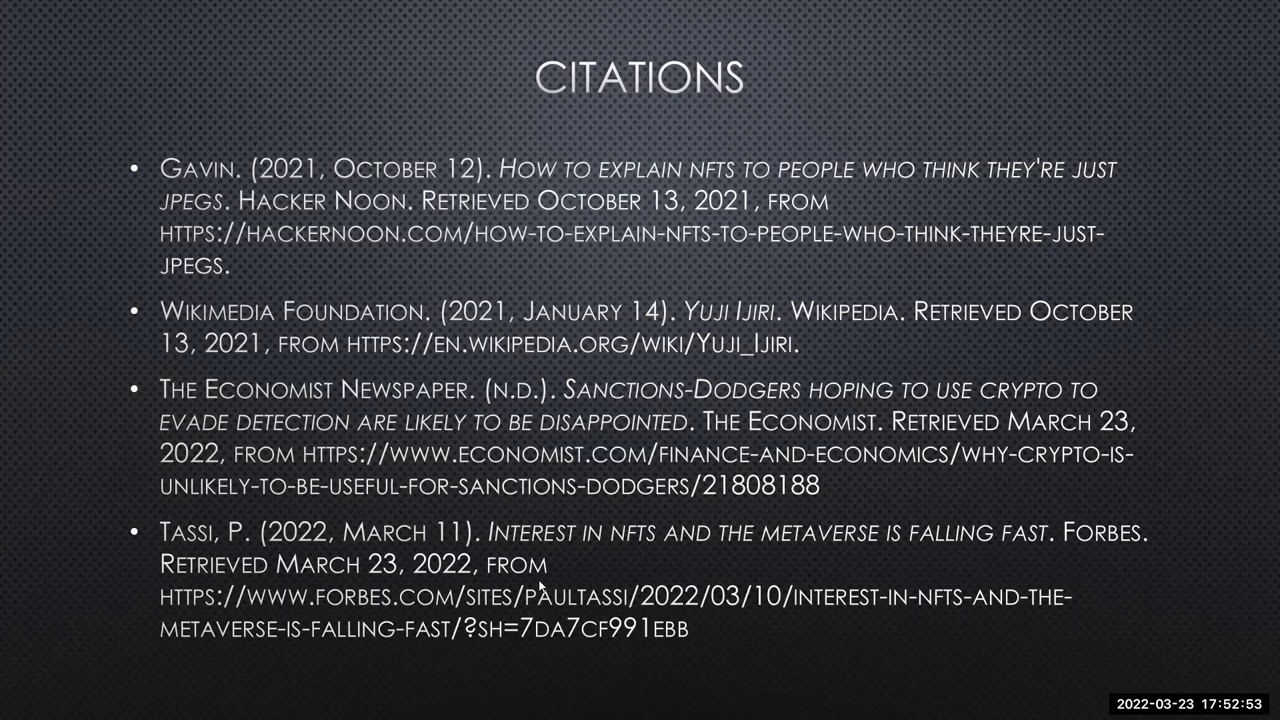 CITATIONS
• GAVIN. (2021, OCTOBER 12). HOW TO EXPLAIN NFTS TO PEOPLE WHO THINK THEY'RE JUST
JPEGS. HACKER NOON. RETRIEVED OCTOBER 13, 2021, FROM
HTTPS://HACKERNOON.COM/HOW-TO-EXPLAIN-NFTS-TO-PEOPLE-WHO-THINK-THEYRE-JUST-
JPEGS.
• WIKIMEDIA FOUNDATION. (2021, JANUARY 14). YUJI IJIRI. WIKIPEDIA. RETRIEVED OCTOBER
13, 2021, FROM HTTPS://EN.WIKIPEDIA.ORG/WIKI/YUJI_IJIRI.
• THE ECONOMIST NEWSPAPER. (N.D.). SANCTIONS-DODGERS HOPING TO USE CRYPTO TO
EVADE DETECTION ARE LIKELY TO BE DISAPPOINTED. THE ECONOMIST. RETRIEVED MARCH 23,
2022, FROM HTTPS://WWW.ECONOMIST.COM/FINANCE-AND-ECONOMICS/WHY-CRYPTO-IS-
UNLIKELY-TO-BE-USEFUL-FOR-SANCTIONS-DODGERS/21808188
• TASSI, P. (2022, MARCH 11). INTEREST IN NFTS AND THE METAVERSE IS FALLING FAST. FORBES.
RETRIEVED MARCH 23, 2022, FROM
HTTPS://WWW.FORBES.COM/SITES/PAULTASSI/2022/03/10/INTEREST-IN-NFTS-AND-THE-
METAVERSE-IS-FALLING-FAST/?SH=7DA7CF991EBB
2022-03-23 17:52:53